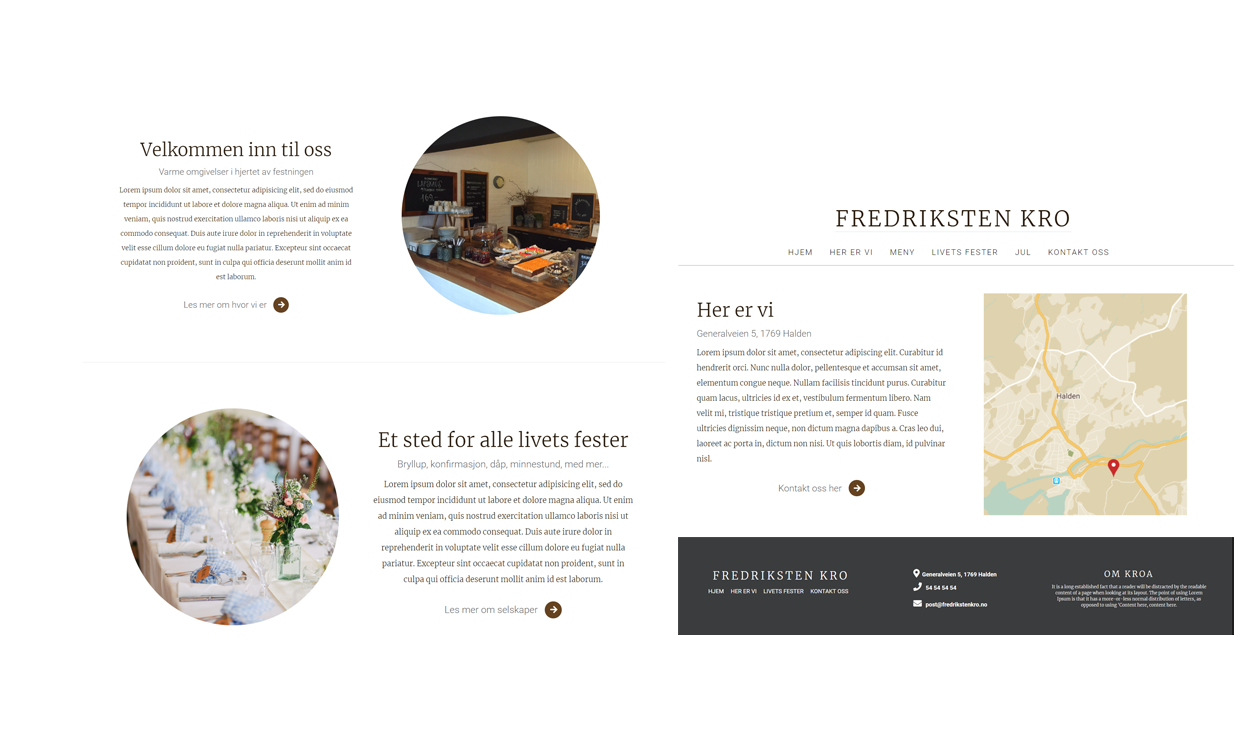 Velkommen inn til oss
Varme omgivelser i hjertet av festningen
Lorem ipsum dolor sit amet, consectetur adipisicing elit, sed do eiusmod
tempor incididunt ut labore et dolore magna aliqua. Ut enim ad minim
veniam, quis nostrud exercitation ullamco laboris nisi ut aliquip ex ea
commodo consequat. Duis aute irure dolor in reprehenderit in voluptate
velit esse cillum dolore eu fugiat nulla pariatur. Excepteur sint occaecat
cupidatat non proident, sunt in culpa qui officia deserunt mollit anim id
est laborum.
Les mer om hvor vi er
Et sted for alle livets fester
Bryllup, konfirmasjon, dåp, minnestund, med mer...
Lorem ipsum dolor sit amet, consectetur adipisicing elit, sed do
eiusmod tempor incididunt ut labore et dolore magna aliqua. Ut enim
ad minim veniam, quis nostrud exercitation ullamco laboris nisi ut
aliquip ex ea commodo consequat. Duis aute irure dolor in
reprehenderit in voluptate velit esse cillum dolore eu fugiat nulla
pariatur. Excepteur sint occaecat cupidatat non proident, sunt in
culpa qui officia deserunt mollit anim id est laborum.
Les mer om selskaper
FREDRIKSTEN KRO
HJEM HER ER VI MENY LIVETS FESTER JUL KONTAKT OSS
Her er vi
Generalveien 5, 1769 Halden
Lorem ipsum dolor sit amet, consectetur adipiscing elit. Curabitur id
hendrerit orci. Nunc nulla dolor, pellentesque et accumsan sit amet,
elementum congue neque. Nullam facilisis tincidunt purus. Curabitur
quam lacus, ultricies id ex et, vestibulum fermentum libero. Nam
velit mi, tristique tristique pretium et, semper id quam. Fusce
ultricies dignissim neque, non dictum magna dapibus a. Cras leo dui,
laoreet ac porta in, dictum non nisi. Ut quis lobortis diam, id pulvinar
nisl.
Kontakt oss her
Halden
FREDRIKSTEN KRO
HJEM HER ER VI LIVETS FESTER KONTAKT OSS
Generalveien 5, 1769 Halden
54 54 54 54
post@fredrikstenkro.no
OM KROA
It is a long established fact that a reader will be distracted by the readable
content of a page when looking at its layout. The point of using Lorem
Ipsum is that it has a more-or-less normal distribution of letters, as
opposed to using 'Content here, content here.